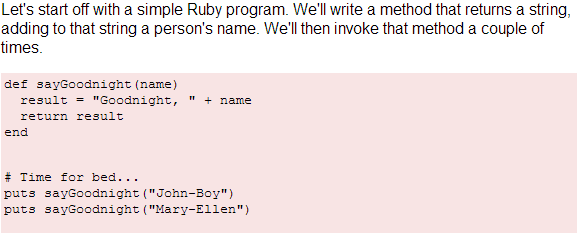 Let's start off with a simple Ruby program. We'll write a method that returns a string,
adding to that string a person's name. We'll then invoke that method a couple of
times.
def sayGoodnight(name)
  result = "Goodnight, " + name
  return result
end
# Time for bed...
puts sayGoodnight("John-Boy")
puts sayGoodnight("Mary-Ellen")